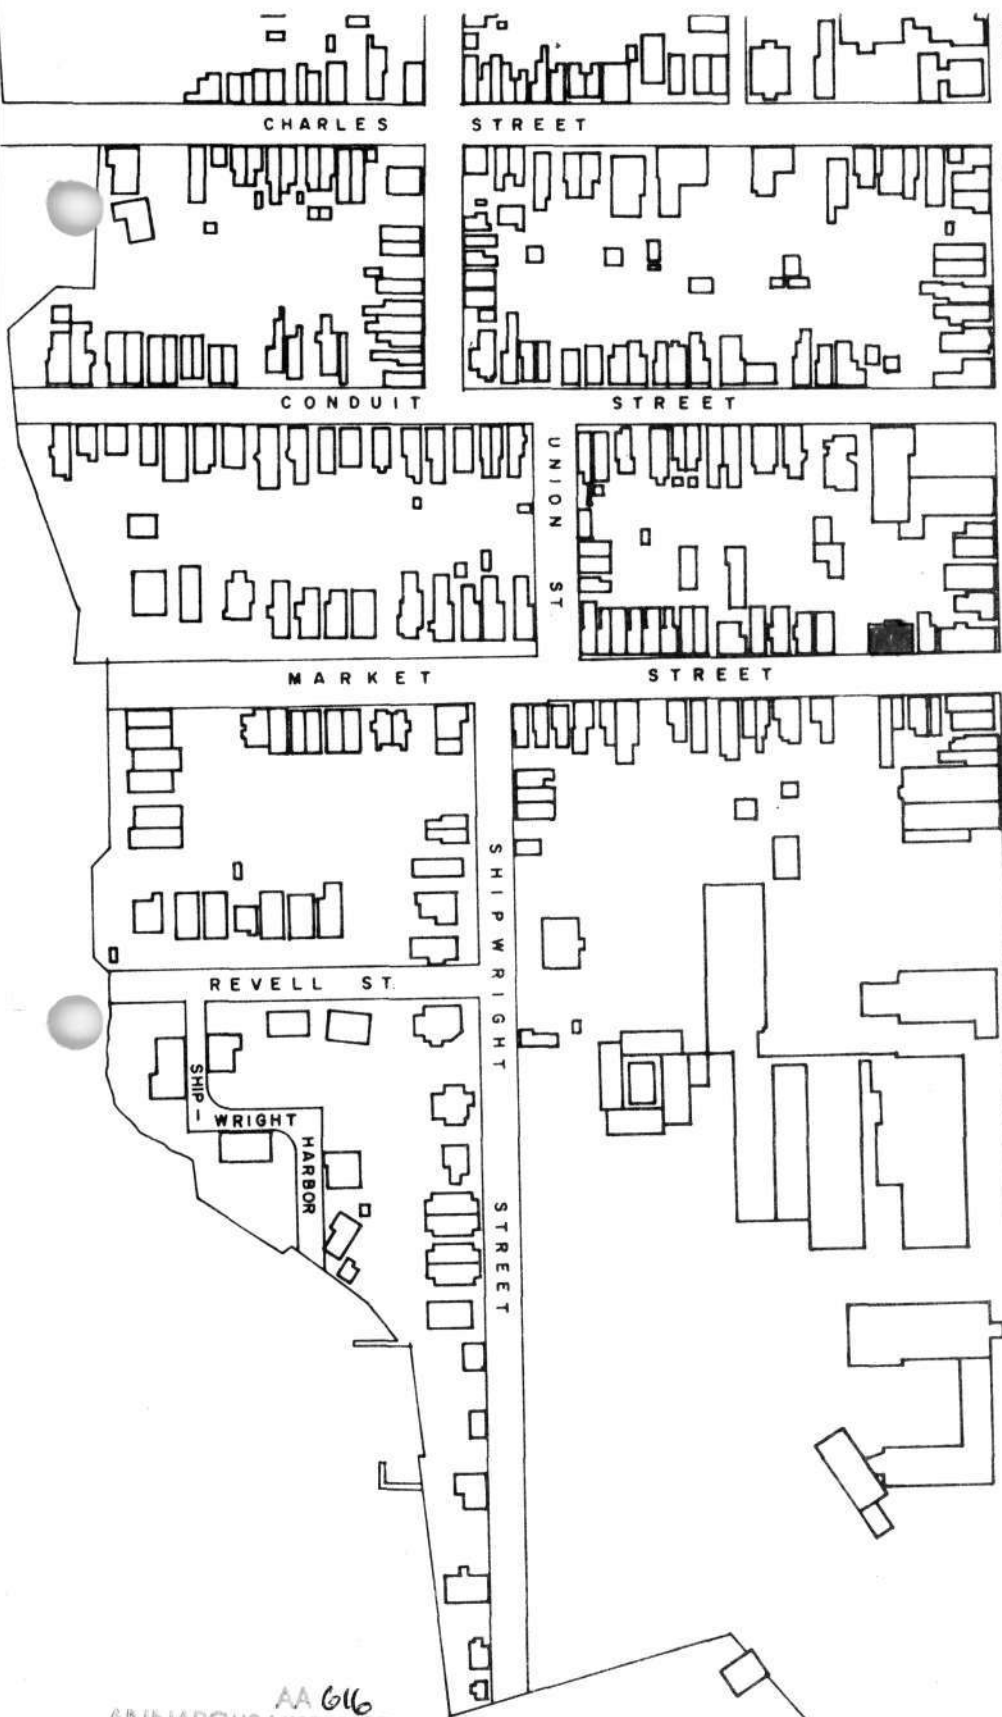 CHARLES STREET
CONDUIT STREET
UNION ST.
MARKET STREET
SHIPWRIGHT STREET
REVELL ST.
SHIP-
WRIGHT
HARBOR
AA 616